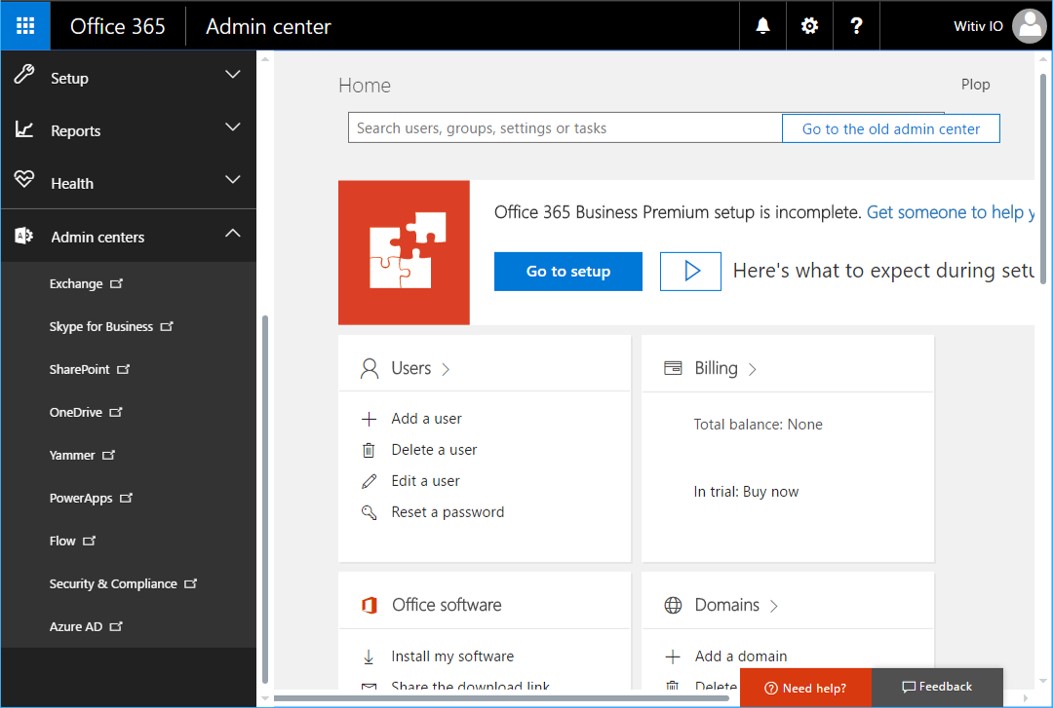 Office 365
Admin center
?
Witiv IO
Setup
Reports
Health
Admin centers
Exchange
Skype for Business
SharePoint
OneDrive
Yammer
PowerApps
Flow
Security & Compliance
Azure AD
Home
Plop
Search users, groups, settings or tasks
Go to the old admin center
Office 365 Business Premium setup is incomplete. Get someone to help y
Go to setup
Here's what to expect during setu
Users
Add a user
Delete a user
Edit a user
Reset a password
Billing
Total balance: None
In trial: Buy now
Office software
Install my software
Share the download link
Domains
Add a domain
Delete
Need help?
Feedback